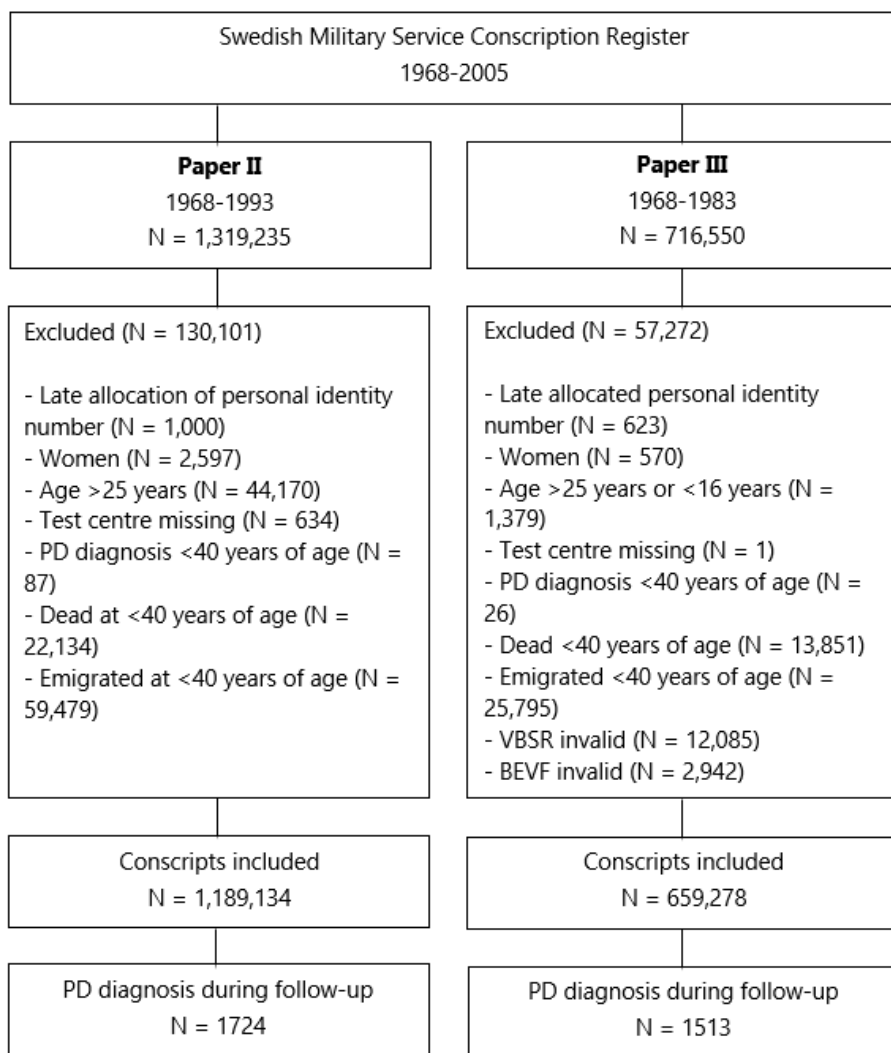 Swedish Military Service Conscription Register
1968-2005
Paper II
1968-1993
N = 1,319,235
Excluded (N = 130,101)
- Late allocation of personal identity
number (N = 1,000)
- Women (N = 2,597)
- Age >25 years (N = 44,170)
- Test centre missing (N = 634)
- PD diagnosis <40 years of age (N =
87)
- Dead at <40 years of age (N =
22,134)
- Emigrated at <40 years of age (N =
59,479)
Conscripts included
N = 1,189,134
PD diagnosis during follow-up
N = 1724
Paper III
1968-1983
N = 716,550
Excluded (N = 57,272)
- Late allocated personal identity
number (N = 623)
- Women (N = 570)
- Age >25 years or <16 years (N =
1,379)
- Test centre missing (N = 1)
- PD diagnosis <40 years of age (N =
26)
- Dead <40 years of age (N = 13,851)
- Emigrated <40 years of age (N =
25,795)
- VBSR invalid (N = 12,085)
- BEVF invalid (N = 2,942)
Conscripts included
N = 659,278
PD diagnosis during follow-up
N = 1513